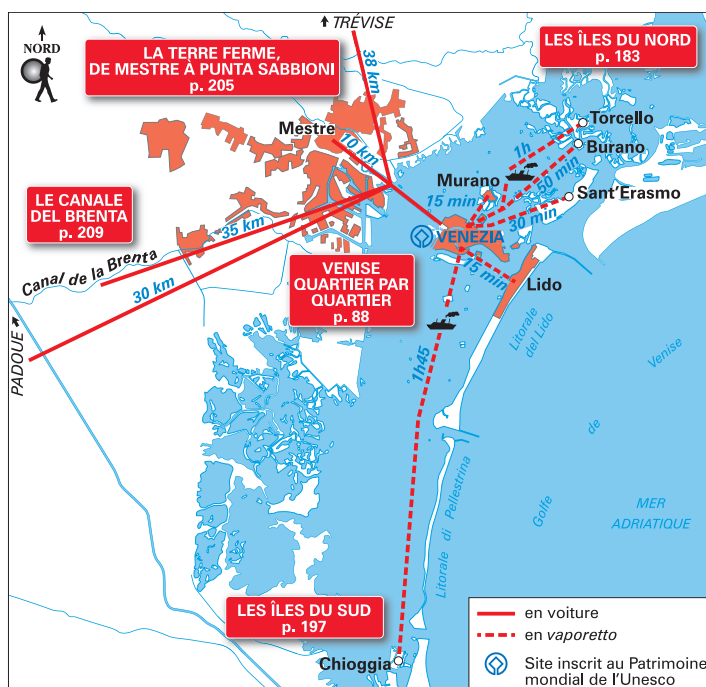 TRÉVISE
NORD
LA TERRE FERME,
DE MESTRE À PUNTA SABBIONI
p. 205
LES ÎLES DU NORD
p. 183
38 km
Mestre
10 km
Torcello
Burano
1h
50 min
Murano
15 min
Sant'Erasmo
30 min
LE CANALE
DEL BRENTA
p. 209
35 km
VENEZIA
Canal de la Brenta
30 km
VENISE
QUARTIER PAR
QUARTIER
p. 88
15 min
Lido
PADOUE
1h45
Litorale
del Lido
Venise
de
Golfe
Litorale di Pellestrina
MER
ADRIATIQUE
LES ÎLES DU SUD
p. 197
Chioggia
en voiture
en vaporetto
Site inscrit au Patrimoine
mondial de l'Unesco